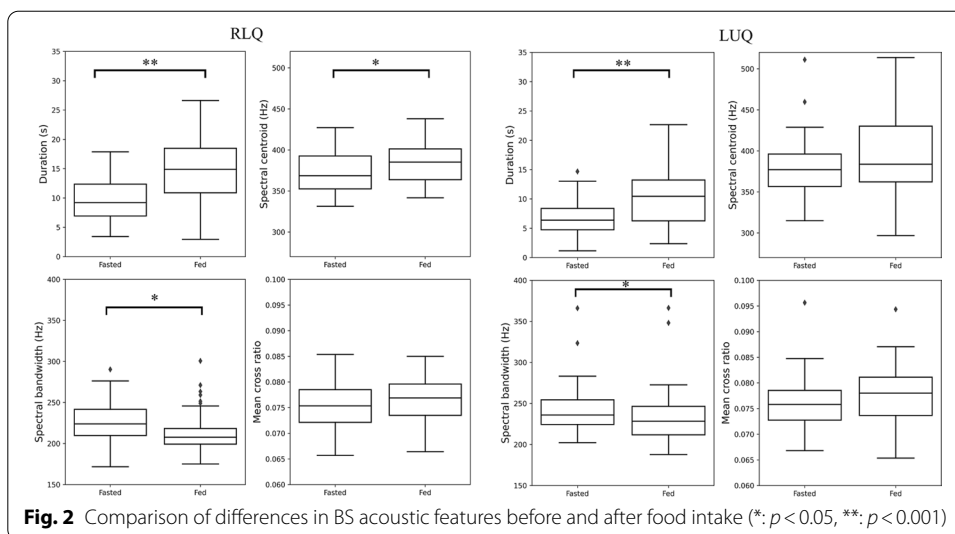 RLQ
LUQ
35
30
25
20
15
10
5
0
Duration (s)
**
Fasted
Fed
500
450
400
350
300
Spectral centroid (Hz)
*
Fasted
Fed
35
30
25
20
15
10
5
0
Duration (s)
**
Fasted
Fed
500
450
400
350
300
Spectral centroid (Hz)
Fasted
Fed
400
350
300
250
200
150
Spectral bandwidth (Hz)
*
Fasted
Fed
0.100
0.095
0.090
0.085
0.080
0.075
0.070
0.065
0.060
Mean cross ratio
Fasted
Fed
400
350
300
250
200
150
Spectral bandwidth (Hz)
*
Fasted
Fed
0.100
0.095
0.090
0.085
0.080
0.075
0.070
0.065
0.060
Mean cross ratio
Fasted
Fed
Fig. 2 Comparison of differences in BS acoustic features before and after food intake (*: p < 0.05, **: p < 0.001)